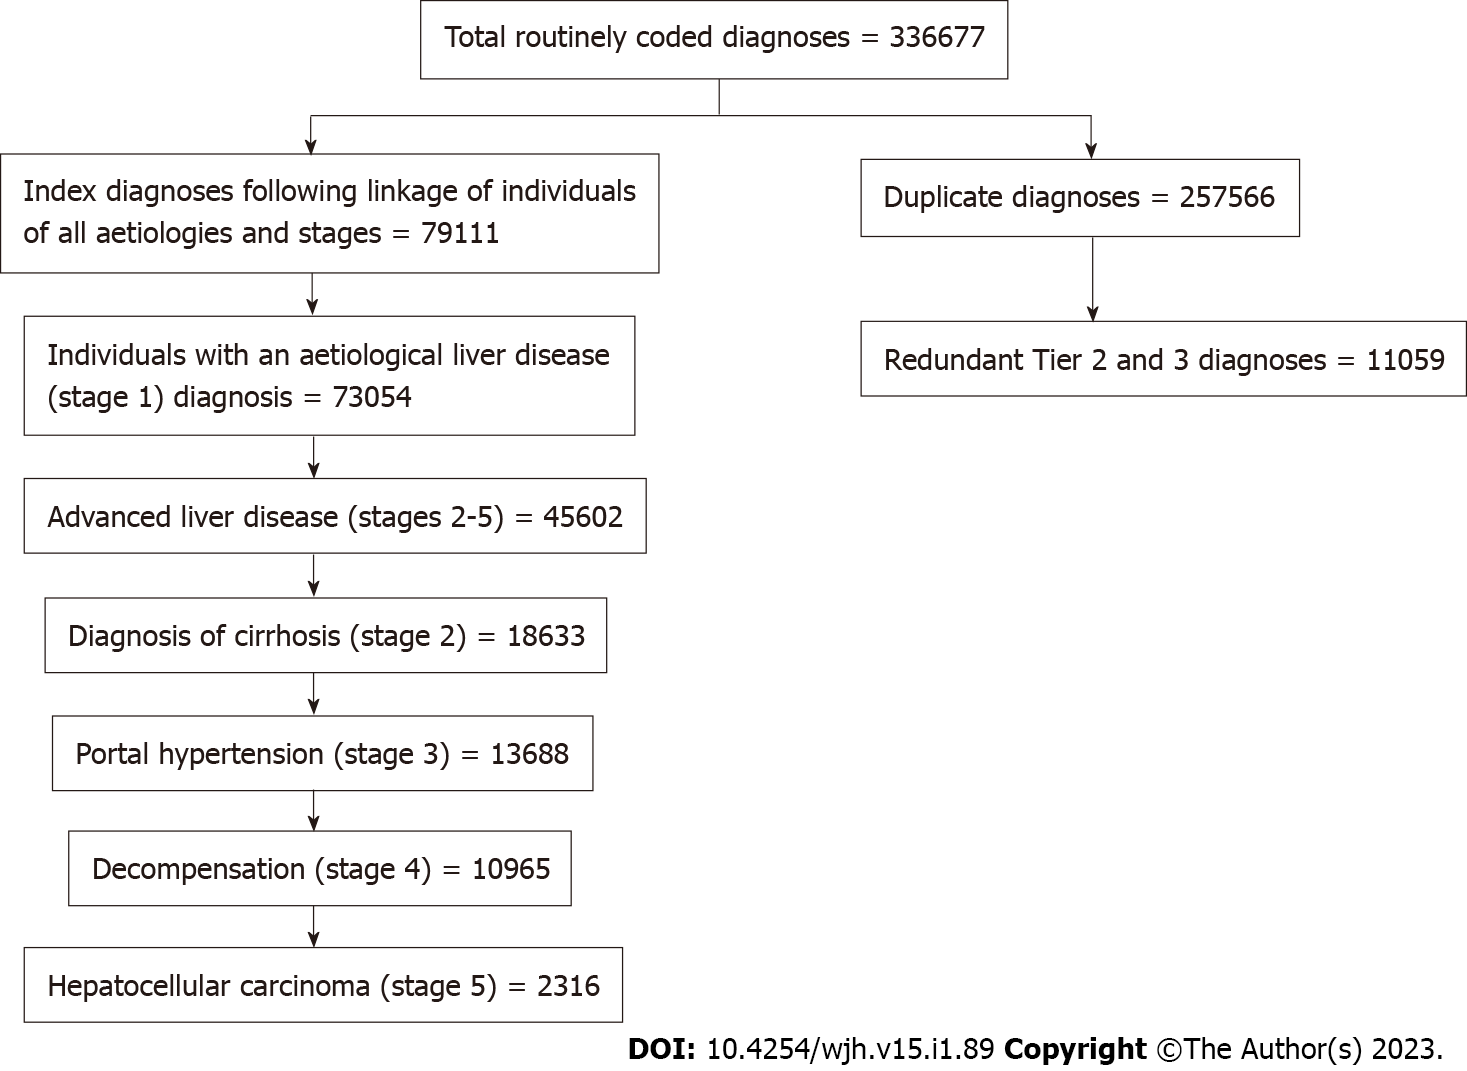 Total routinely coded diagnoses = 336677
Index diagnoses following linkage of individuals
of all aetiologies and stages = 79111
Duplicate diagnoses = 257566
Individuals with an aetiological liver disease
(stage 1) diagnosis = 73054
Redundant Tier 2 and 3 diagnoses = 11059
Advanced liver disease (stages 2-5) = 45602
Diagnosis of cirrhosis (stage 2) = 18633
Portal hypertension (stage 3) = 13688
Decompensation (stage 4) = 10965
Hepatocellular carcinoma (stage 5) = 2316
DOI: 10.4254/wjh.v15.i1.89 Copyright ©The Author(s) 2023.